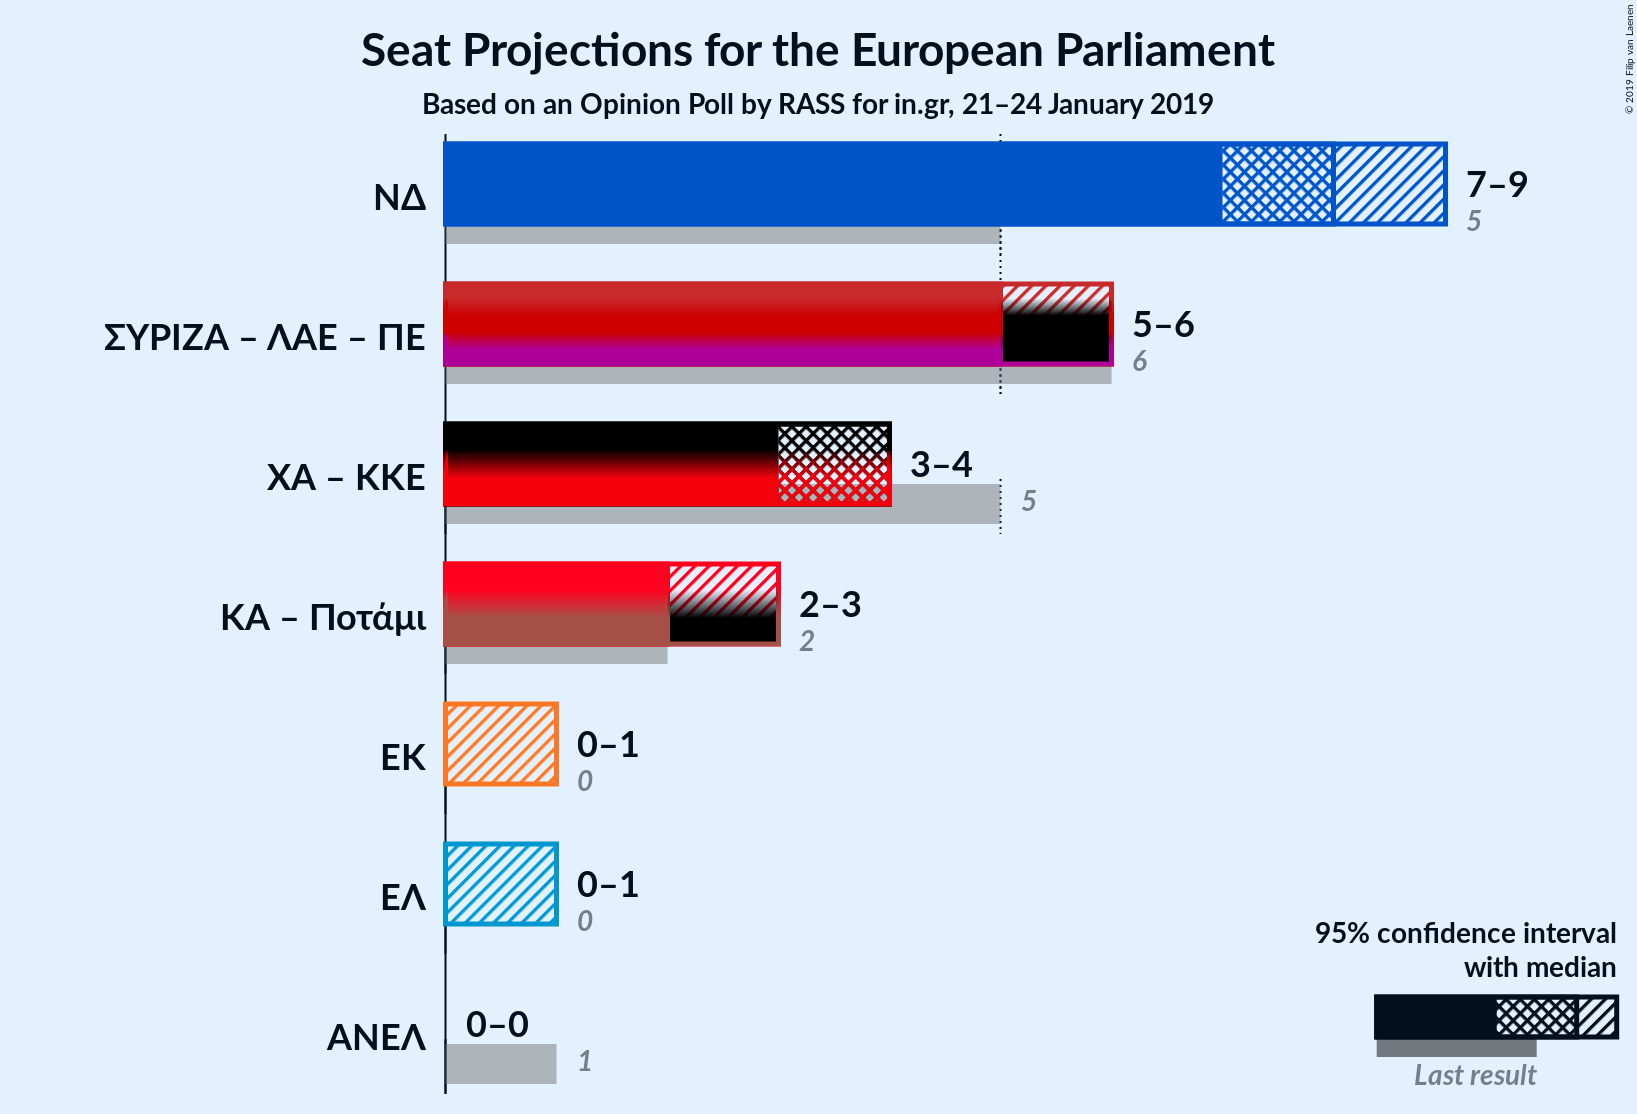 Seat Projections for the European Parliament
Based on an Opinion Poll by RASS for in.gr, 21–24 January 2019
© 2019 Filip van Laenen
ΝΔ
7–9
5
ΣΥΡΙΖΑ – ΛΑΕ – ΠΕ
5–6
6
ΧΑ – ΚΚΕ
3–4
5
ΚΑ – Ποτάμι
2–3
2
ΕΚ
0–1
0
ΕΛ
0–1
0
ΑΝΕΛ
0–0
1
95% confidence interval
with median
Last result